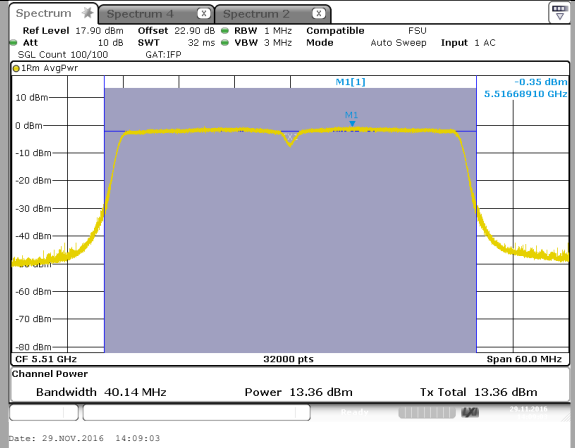 Spectrum Spectrum 4 X Spectrum 2 X
Ref Level 17.90 dBm Offset 22.90 dB RBW 1 MHz Compatible FSU
Att 10 dB SWT 32 ms VBW 3 MHz Mode Auto Sweep Input 1 AC
SGL Count 100/100 GAT:IFP
1Rm AvgPwr
M1[1] -0.35 dBm
5.51668910 GHz
10 dBm
M1
0 dBm
-10 dBm
-20 dBm
-30 dBm
-40 dBm
-50 dBm
-60 dBm
-70 dBm
-80 dBm
CF 5.51 GHz 32000 pts Span 60.0 MHz
Channel Power
Bandwidth 40.14 MHz Power 13.36 dBm Tx Total 13.36 dBm
Ready 29.11.2016
Date: 29.NOV.2016 14:09:03